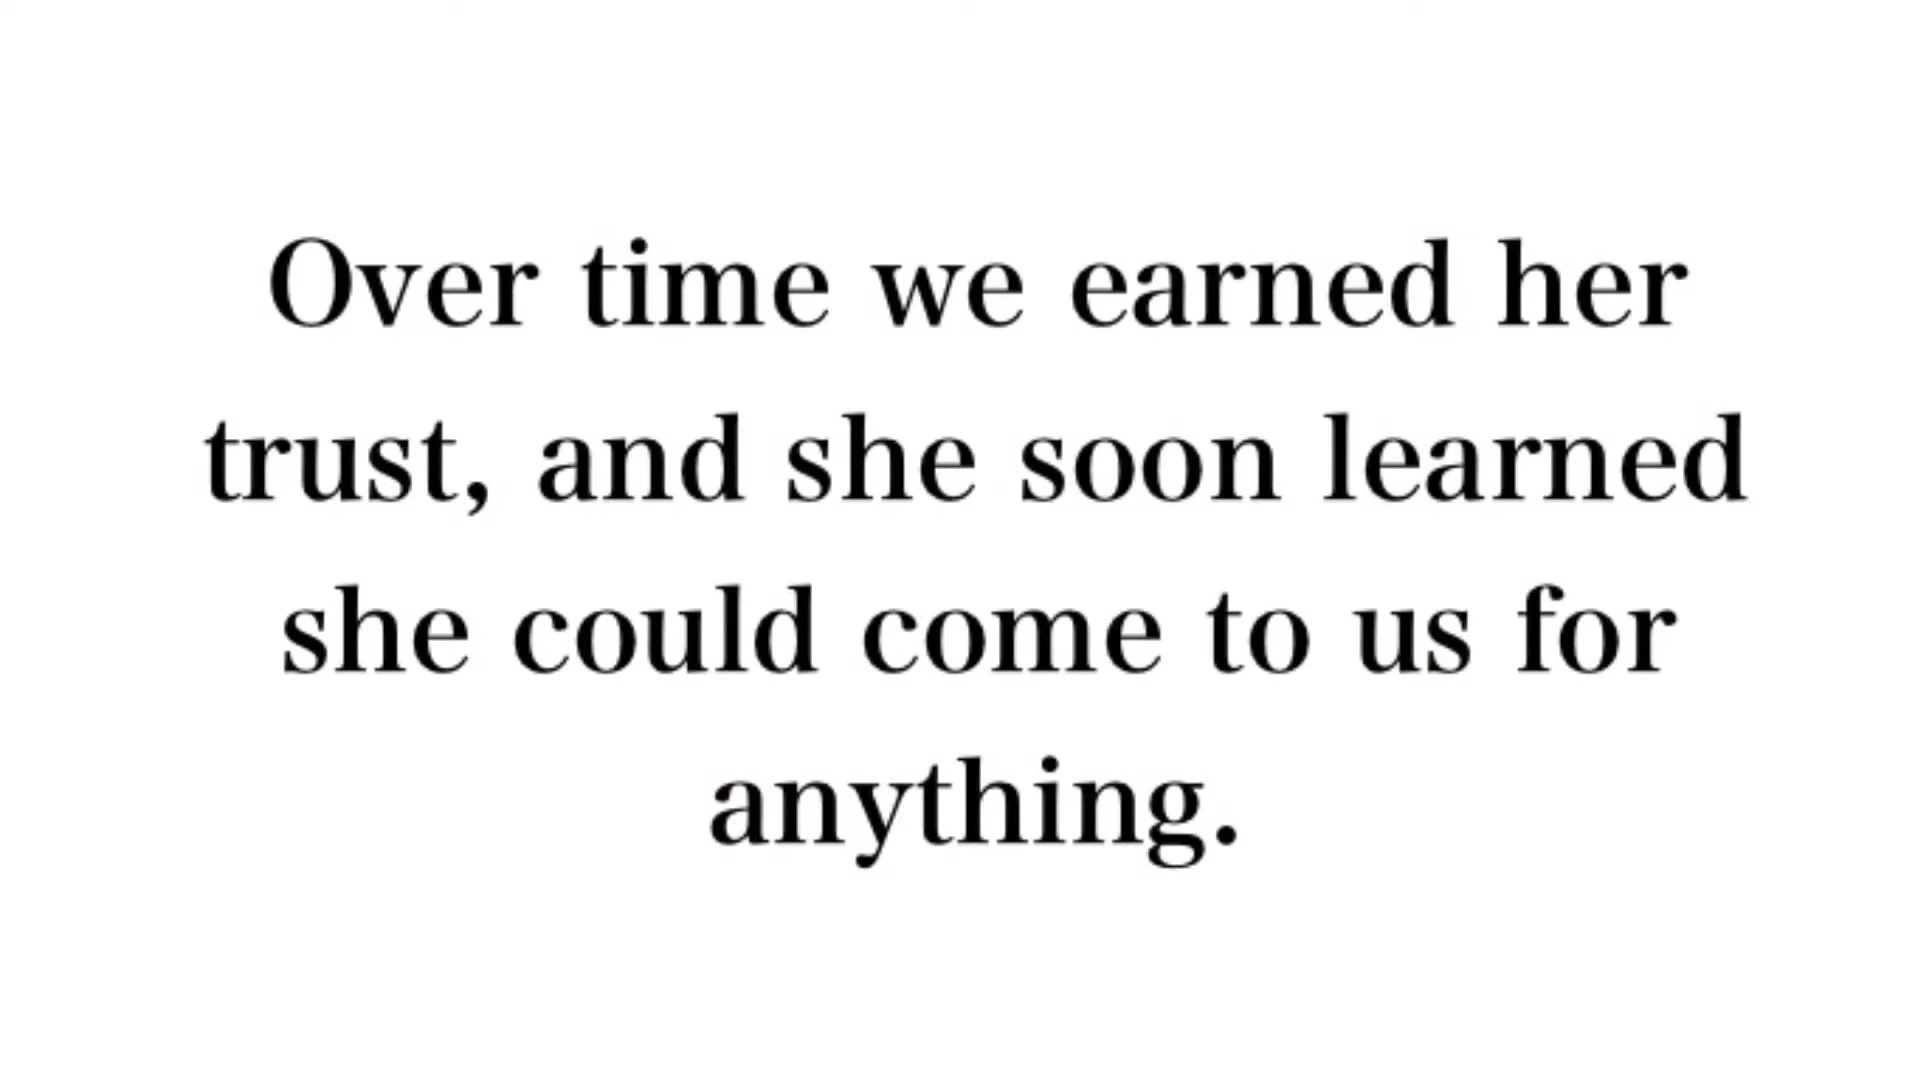 Over time we earned her
trust, and she soon learned
she could come to us for
anything.